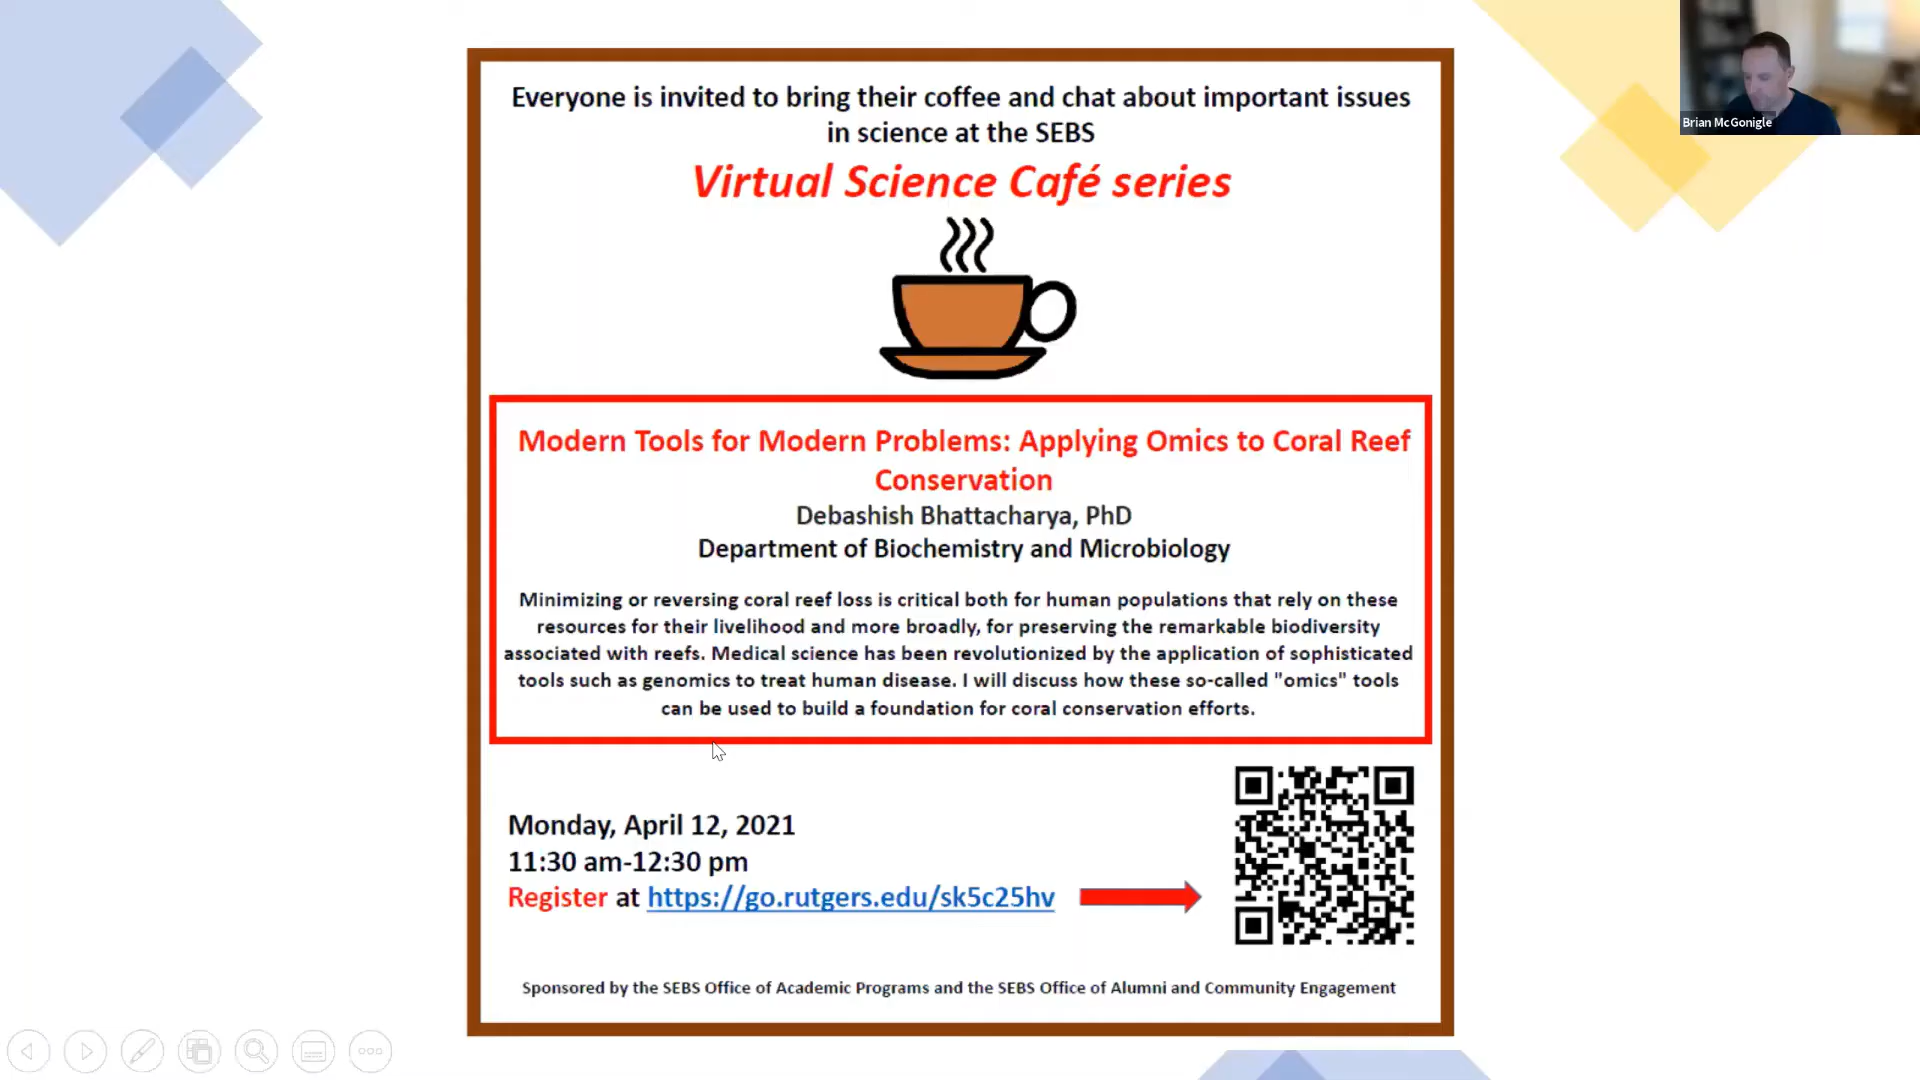 Everyone is invited to bring their coffee and chat about important issues
in science at the SEBS
Virtual Science Café series
Modern Tools for Modern Problems: Applying Omics to Coral Reef
Conservation
Debashish Bhattacharya, PhD
Department of Biochemistry and Microbiology
Minimizing or reversing coral reef loss is critical both for human populations that rely on these
resources for their livelihood and more broadly, for preserving the remarkable biodiversity
associated with reefs. Medical science has been revolutionized by the application of sophisticated
tools such as genomics to treat human disease. I will discuss how these so-called "omics" tools
can be used to build a foundation for coral conservation efforts.
Monday, April 12, 2021
11:30 am-12:30 pm
Register at https://go.rutgers.edu/sk5c25hv
Sponsored by the SEBS Office of Academic Programs and the SEBS Office of Alumni and Community Engagement
Brian McGonigle